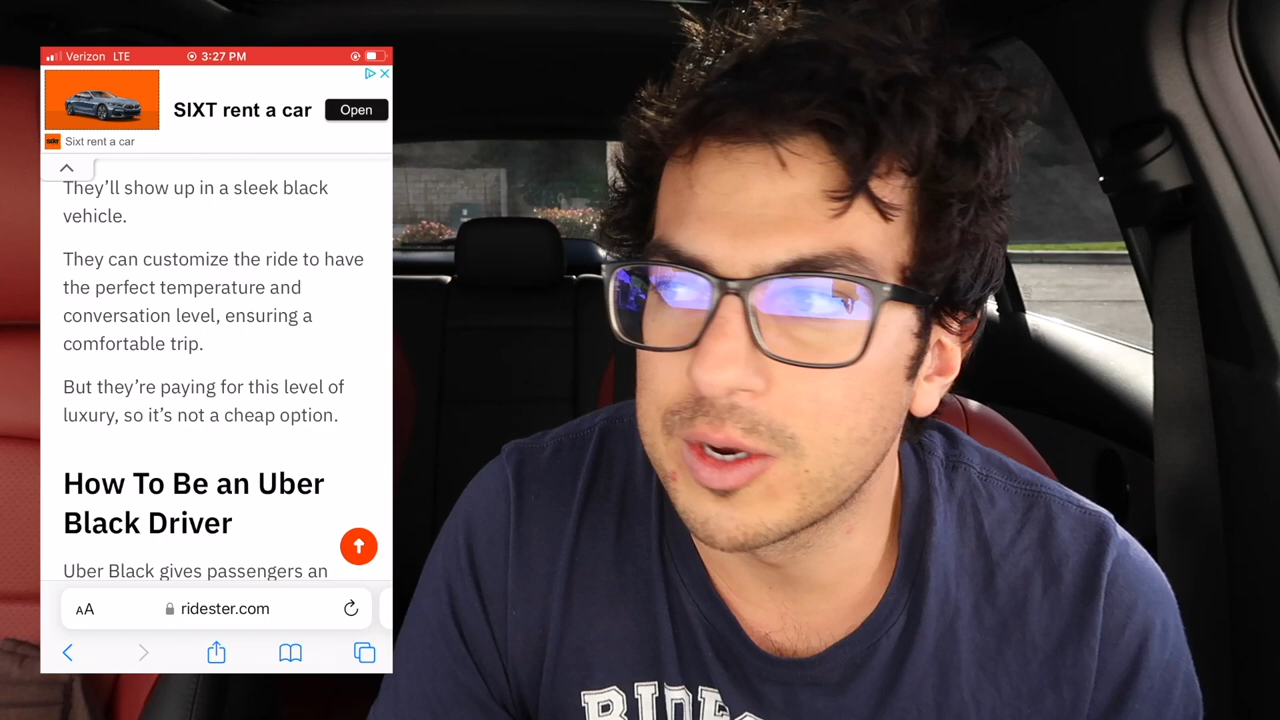 Verizon LTE 3:27 PM
SIXT rent a car
Open
Sixt rent a car
They'll show up in a sleek black
vehicle.
They can customize the ride to have
the perfect temperature and
conversation level, ensuring a
comfortable trip.
But they're paying for this level of
luxury, so it's not a cheap option.
How To Be an Uber
Black Driver
Uber Black gives passengers an
AA ridester.com